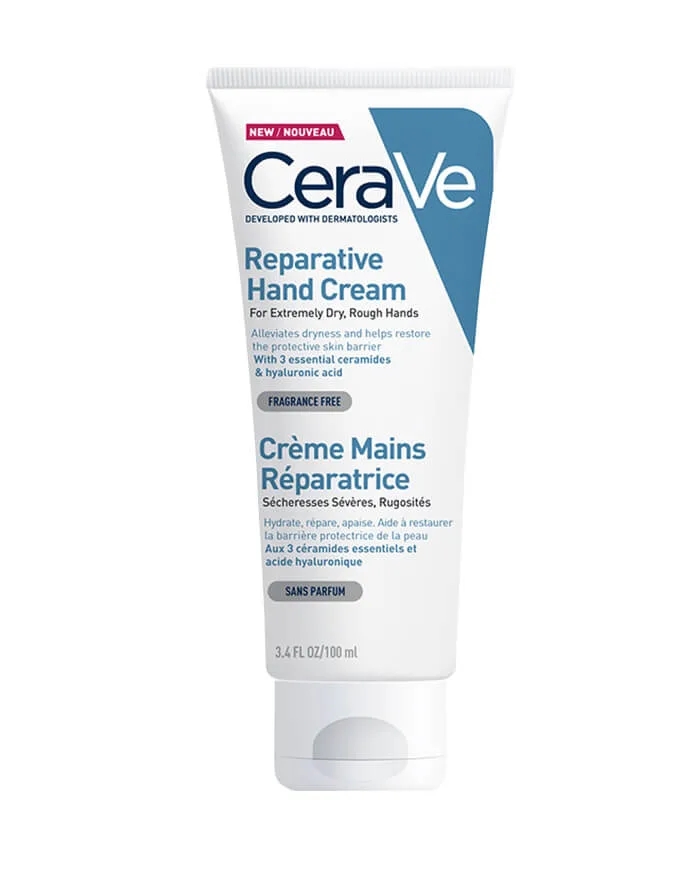 NEW / NOUVEAU
CeraVe
DEVELOPED WITH DERMATOLOGISTS
Reparative
Hand Cream
For Extremely Dry, Rough Hands
Alleviates dryness and helps restore
the protective skin barrier
With 3 essential ceramides
& hyaluronic acid
FRAGRANCE FREE
Crème Mains
Réparatrice
Sécheresses Sévères, Rugosités
Hydrate, répare, apaise. Aide à restaurer
la barrière protectrice de la peau
Aux 3 céramides essentiels et
acide hyaluronique
SANS PARFUM
3.4 FL OZ/100 ml